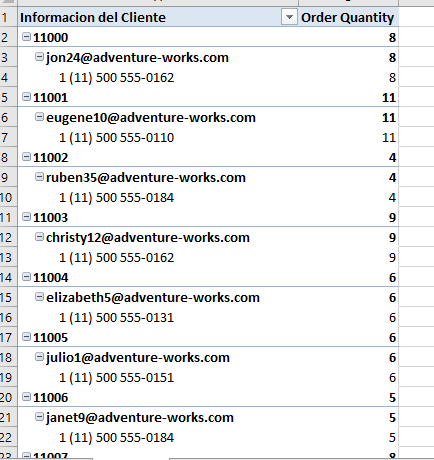 1 Informacion del Cliente Order Quantity
2 11000 8
3 jon24@adventure-works.com 8
4 1 (11) 500 555-0162 8
5 11001 11
6 eugene10@adventure-works.com 11
7 1 (11) 500 555-0110 11
8 11002 4
9 ruben35@adventure-works.com 4
10 1 (11) 500 555-0184 4
11 11003 9
12 christy12@adventure-works.com 9
13 1 (11) 500 555-0162 9
14 11004 6
15 elizabeth5@adventure-works.com 6
16 1 (11) 500 555-0131 6
17 11005 6
18 julio1@adventure-works.com 6
19 1 (11) 500 555-0151 6
20 11006 5
21 janet9@adventure-works.com 5
22 1 (11) 500 555-0184 5
23 11007 8